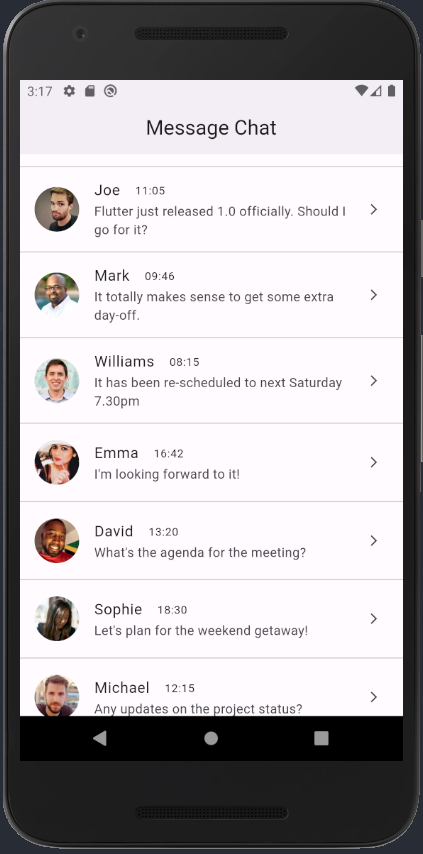 3:17
Message Chat
Joe 11:05
Flutter just released 1.0 officially. Should I
go for it?
Mark 09:46
It totally makes sense to get some extra
day-off.
Williams 08:15
It has been re-scheduled to next Saturday
7.30pm
Emma 16:42
I'm looking forward to it!
David 13:20
What's the agenda for the meeting?
Sophie 18:30
Let's plan for the weekend getaway!
Michael 12:15
Any updates on the project status?